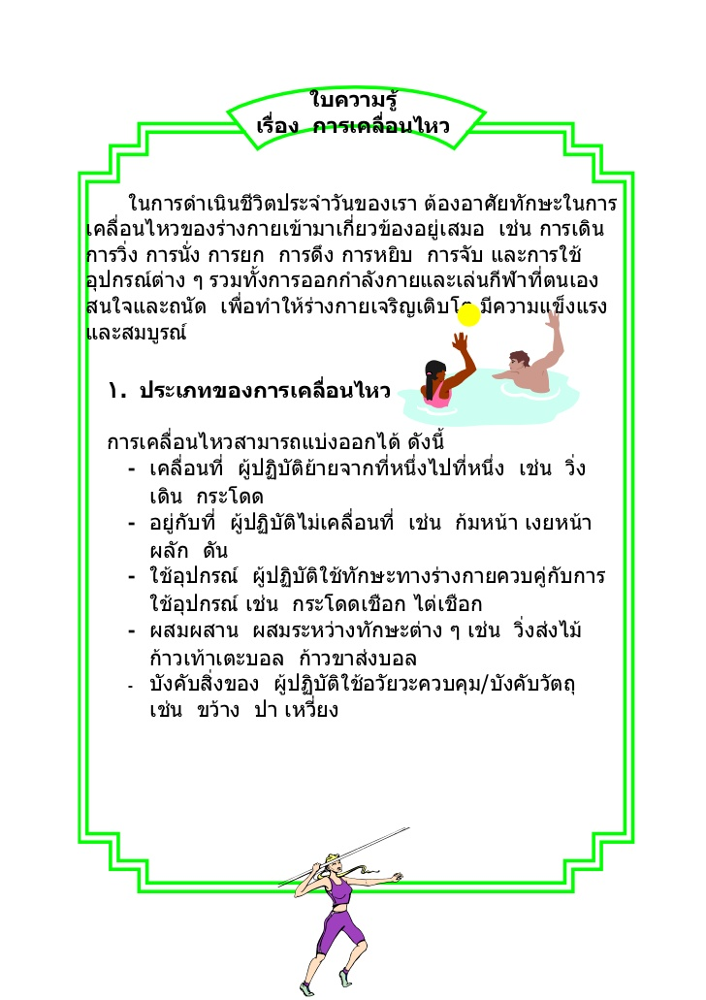 ใบความรู้
เรื่อง การเคลื่อนไหว
ในการดำเนินชีวิตประจำวันของเรา ต้องอาศัยทักษะในการ
เคลื่อนไหวของร่างกายเข้ามาเกี่ยวข้องอยู่เสมอ เช่น การเดิน
การวิ่ง การนั่ง การยก การดึง การหยิบ การจับ และการใช้
อุปกรณ์ต่าง ๆ รวมทั้งการออกกำลังกายและเล่นกีฬาที่ตนเอง
สนใจและถนัด เพื่อทำให้ร่างกายเจริญเติบโต มีความแข็งแรง
และสมบูรณ์
๑. ประเภทของการเคลื่อนไหว
การเคลื่อนไหวสามารถแบ่งออกได้ ดังนี้
- เคลื่อนที่ ผู้ปฏิบัติย้ายจากที่หนึ่งไปที่หนึ่ง เช่น วิ่ง
เดิน กระโดด
- อยู่กับที่ ผู้ปฏิบัติไม่เคลื่อนที่ เช่น ก้มหน้า เงยหน้า
ผลัก ดัน
- ใช้อุปกรณ์ ผู้ปฏิบัติใช้ทักษะทางร่างกายควบคู่กับการ
ใช้อุปกรณ์ เช่น กระโดดเชือก ไต่เชือก
- ผสมผสาน ผสมระหว่างทักษะต่าง ๆ เช่น วิ่งส่งไม้
ก้าวเท้าเตะบอล ก้าวขาส่งบอล
- บังคับสิ่งของ ผู้ปฏิบัติใช้อวัยวะควบคุม/บังคับวัตถุ
เช่น ขว้าง ปา เหวี่ยง